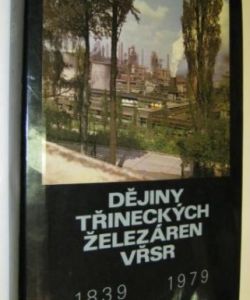 DĚJINY
TŘINECKÝCH
ŽELEZÁREN
VŘSR
1839 1979